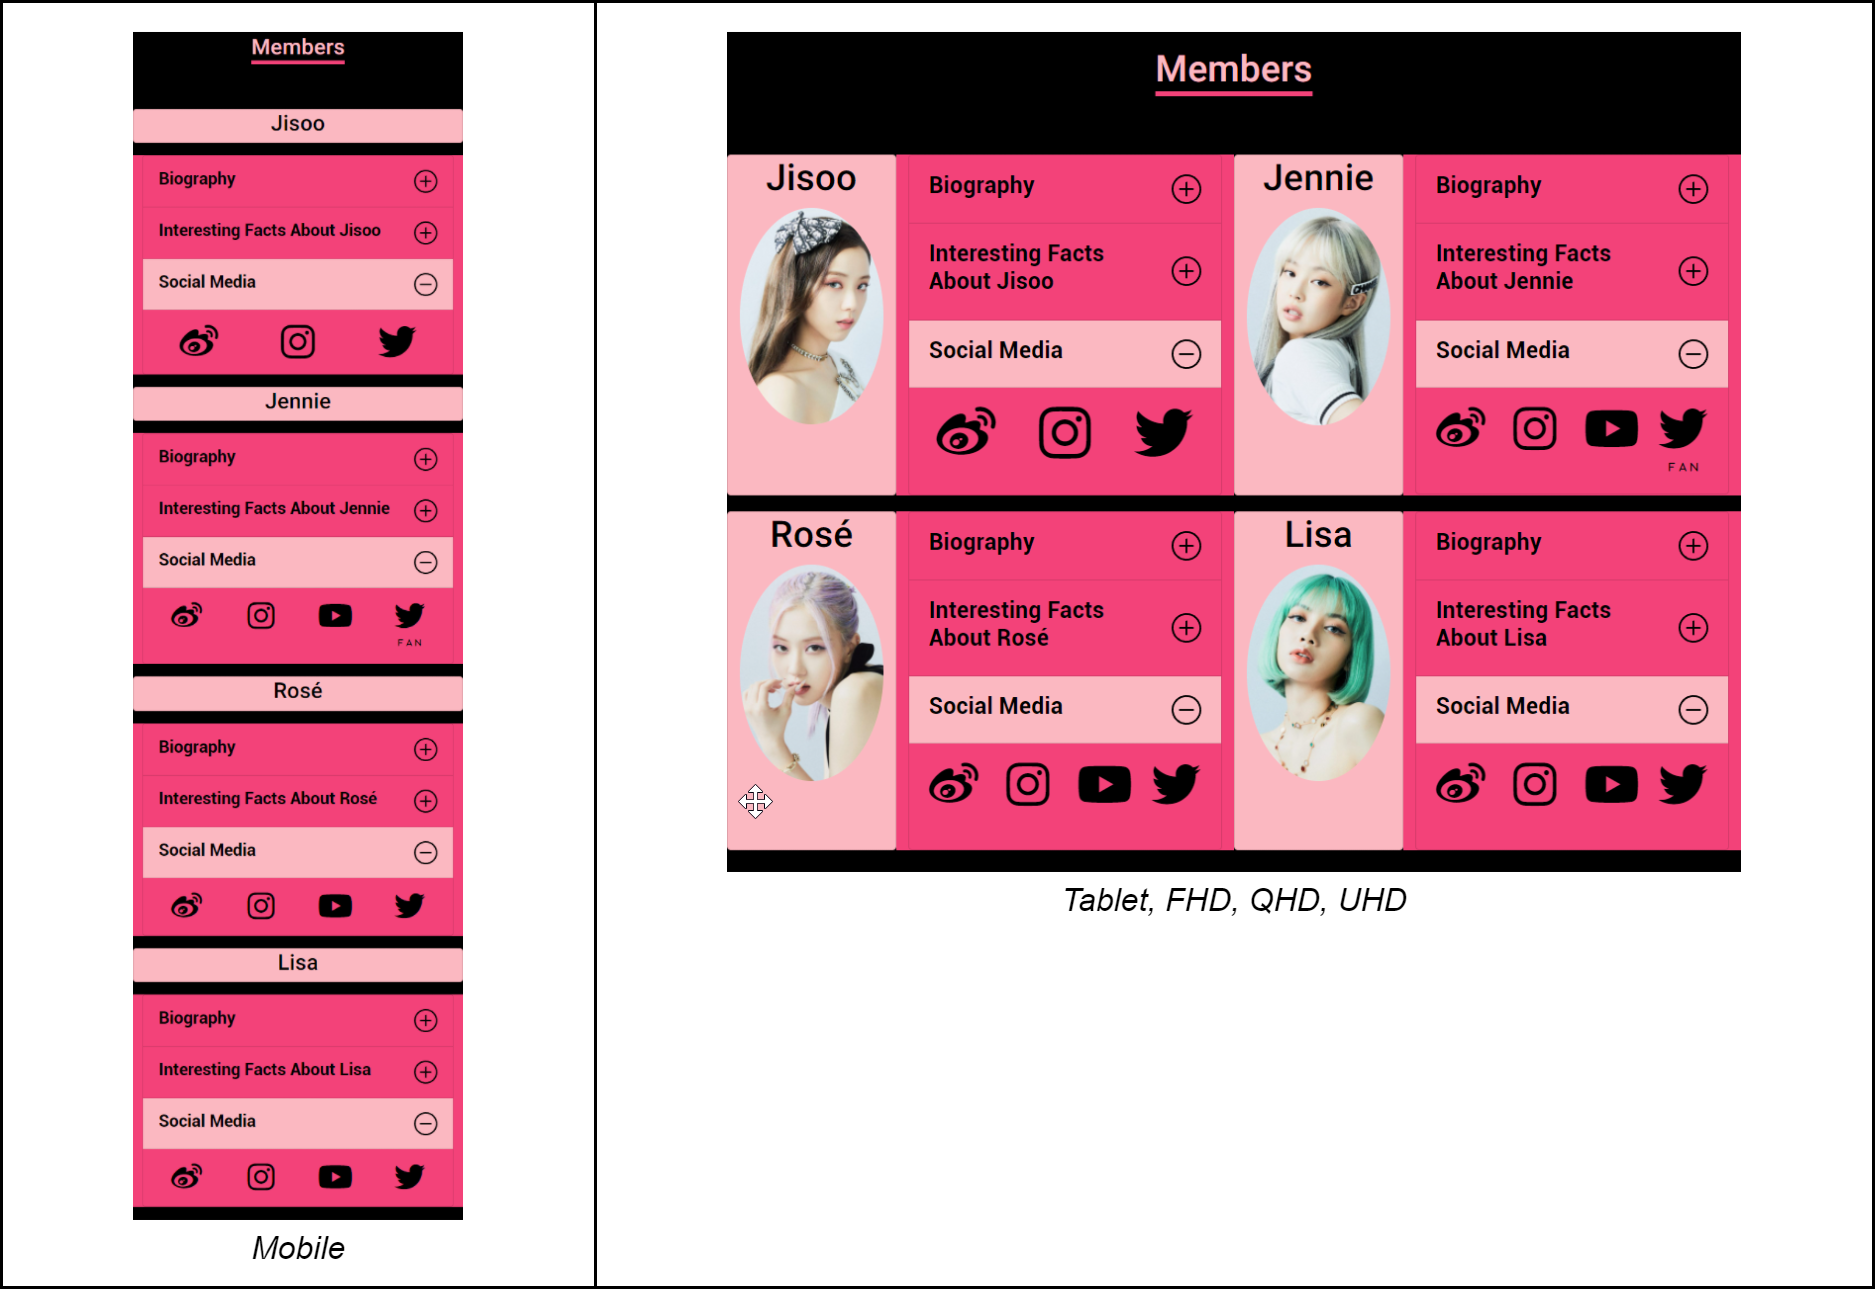 Members
Jisoo
Biography
Interesting Facts About Jisoo
Social Media
Jennie
Biography
Interesting Facts About Jennie
Social Media
FAN
Rosé
Biography
Interesting Facts About Rosé
Social Media
Lisa
Biography
Interesting Facts About Lisa
Social Media
Mobile
Members
Jisoo
Biography
Interesting Facts
About Jisoo
Social Media
Jennie
Biography
Interesting Facts
About Jennie
Social Media
FAN
Rosé
Biography
Interesting Facts
About Rosé
Social Media
Lisa
Biography
Interesting Facts
About Lisa
Social Media
Tablet, FHD, QHD, UHD